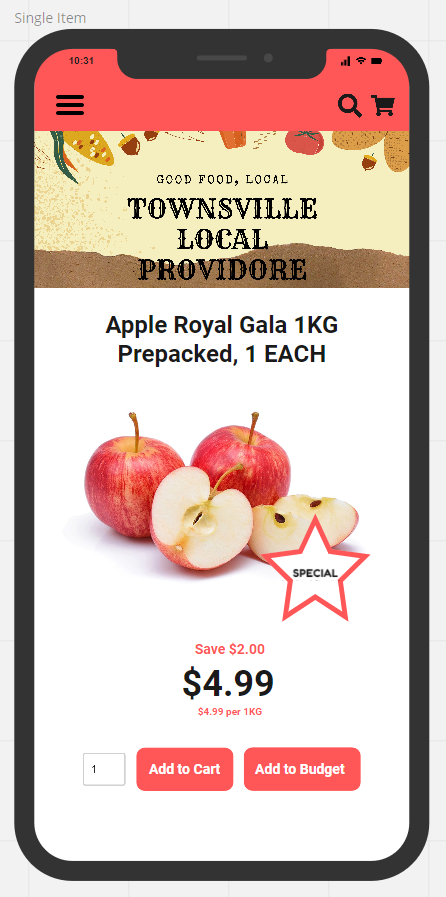 Single Item
10:31
GOOD FOOD, LOCAL
TOWNSVILLE
LOCAL
PROVIDORE
Apple Royal Gala 1KG
Prepacked, 1 EACH
SPECIAL
Save $2.00
$4.99
$4.99 per 1KG
1
Add to Cart
Add to Budget